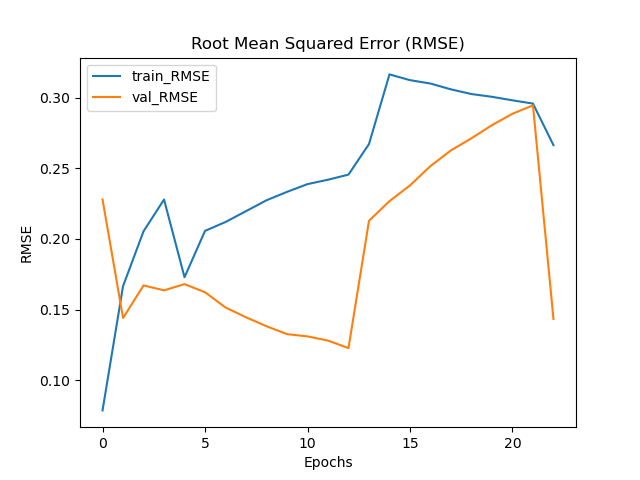 Root Mean Squared Error (RMSE)
train_RMSE
val_RMSE
0.30
0.25
0.20
0.15
0.10
RMSE
0 5 10 15 20
Epochs